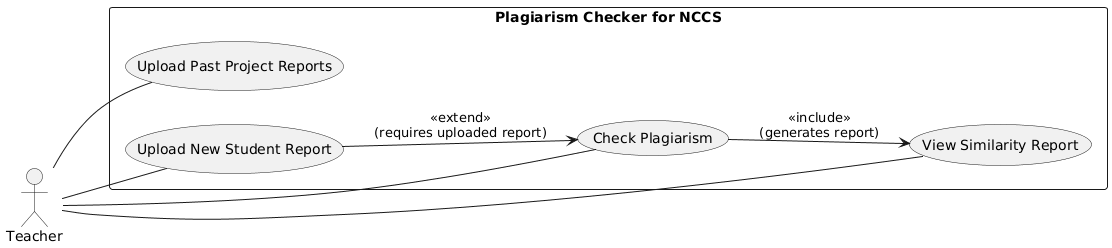 Plagiarism Checker for NCCS
Upload Past Project Reports
«extend»
(requires uploaded report)
«include»
(generates report)
Upload New Student Report
Check Plagiarism
View Similarity Report
Teacher